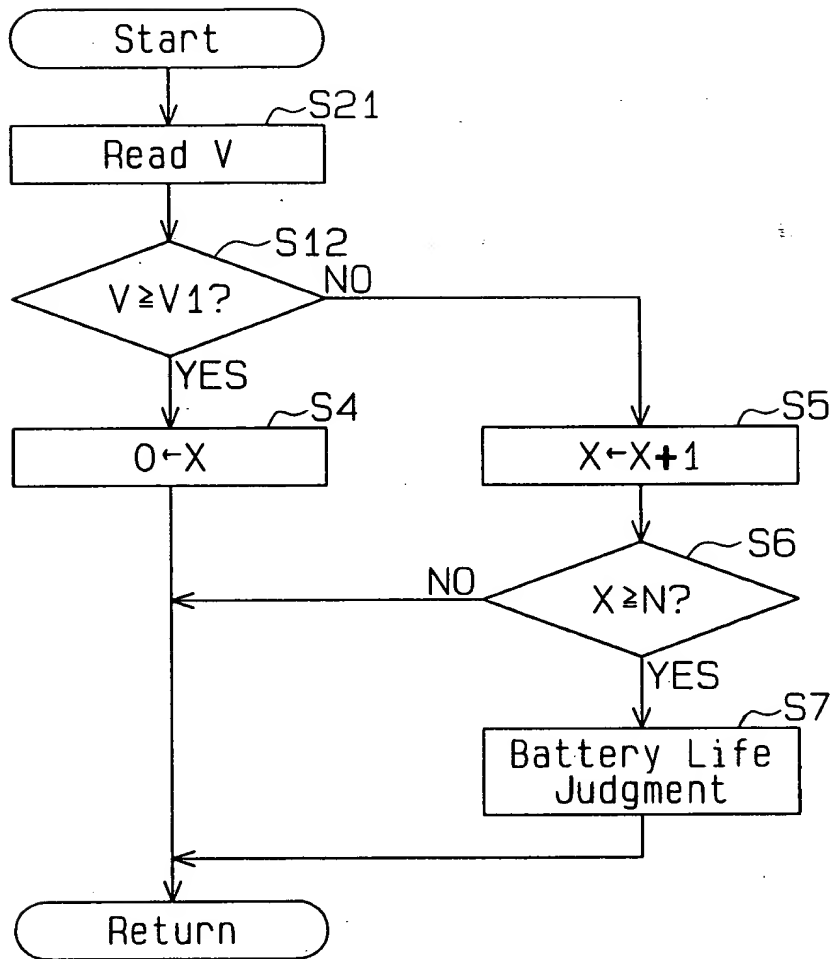 Start
S21
Read V
S12
V≧V1?
NO
YES
S4
0←X
S5
X←X+1
S6
X≧N?
NO
YES
S7
Battery Life
Judgment
Return